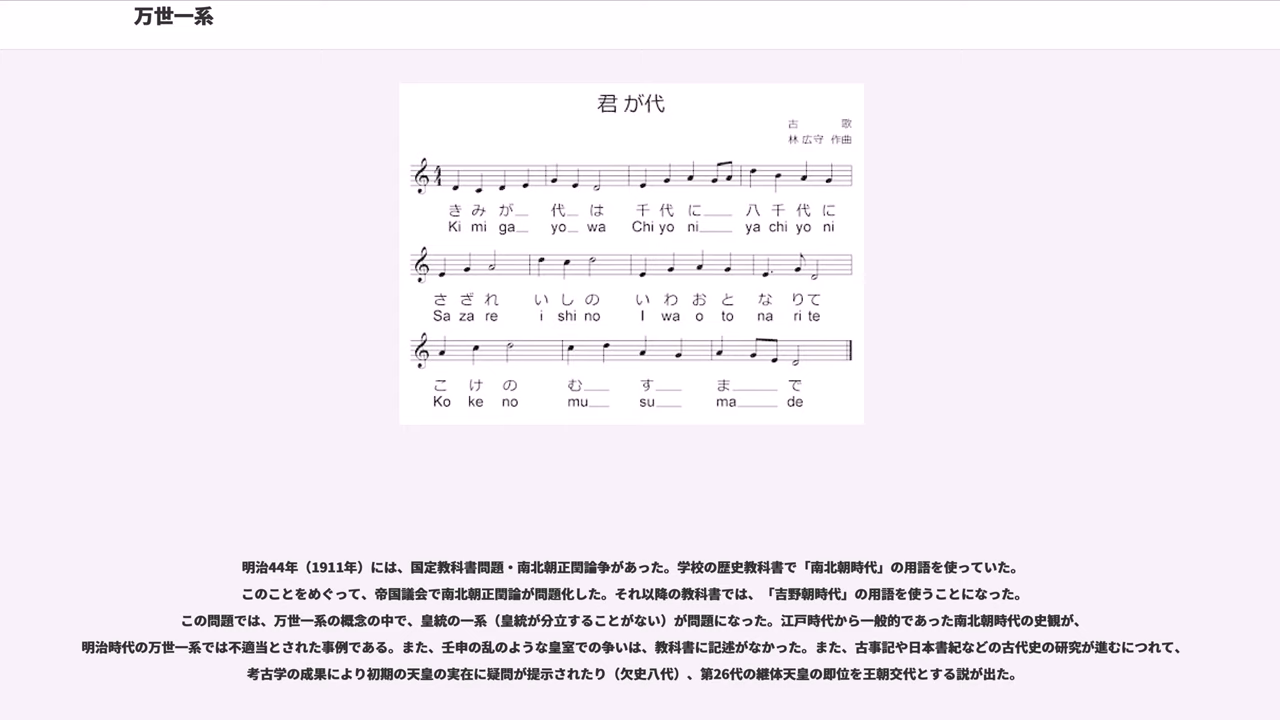 万世一系
君が代
古 歌
林 広守 作曲
き み が 代 は 千 代 に 八 千 代 に
Ki mi ga yo wa Chi yo ni ya chi yo ni
さ ざ れ い し の い わ お と な り て
Sa za re i shi no I wa o to na ri te
こ け の む す ま で
Ko ke no mu su ma de
明治44年（1911年）には、国定教科書問題・南北朝正閏論争があった。学校の歴史教科書で「南北朝時代」の用語を使っていた。
このことをめぐって、帝国議会で南北朝正閏論が問題化した。それ以降の教科書では、「吉野朝時代」の用語を使うことになった。
この問題では、万世一系の概念の中で、皇統の一系（皇統が分立することがない）が問題になった。江戸時代から一般的であった南北朝時代の史観が、
明治時代の万世一系では不適当とされた事例である。また、壬申の乱のような皇室での争いは、教科書に記述がなかった。また、古事記や日本書紀などの古代史の研究が進むにつれて、
考古学の成果により初期の天皇の実在に疑問が提示されたり（欠史八代）、第26代の継体天皇の即位を王朝交代とする説が出た。